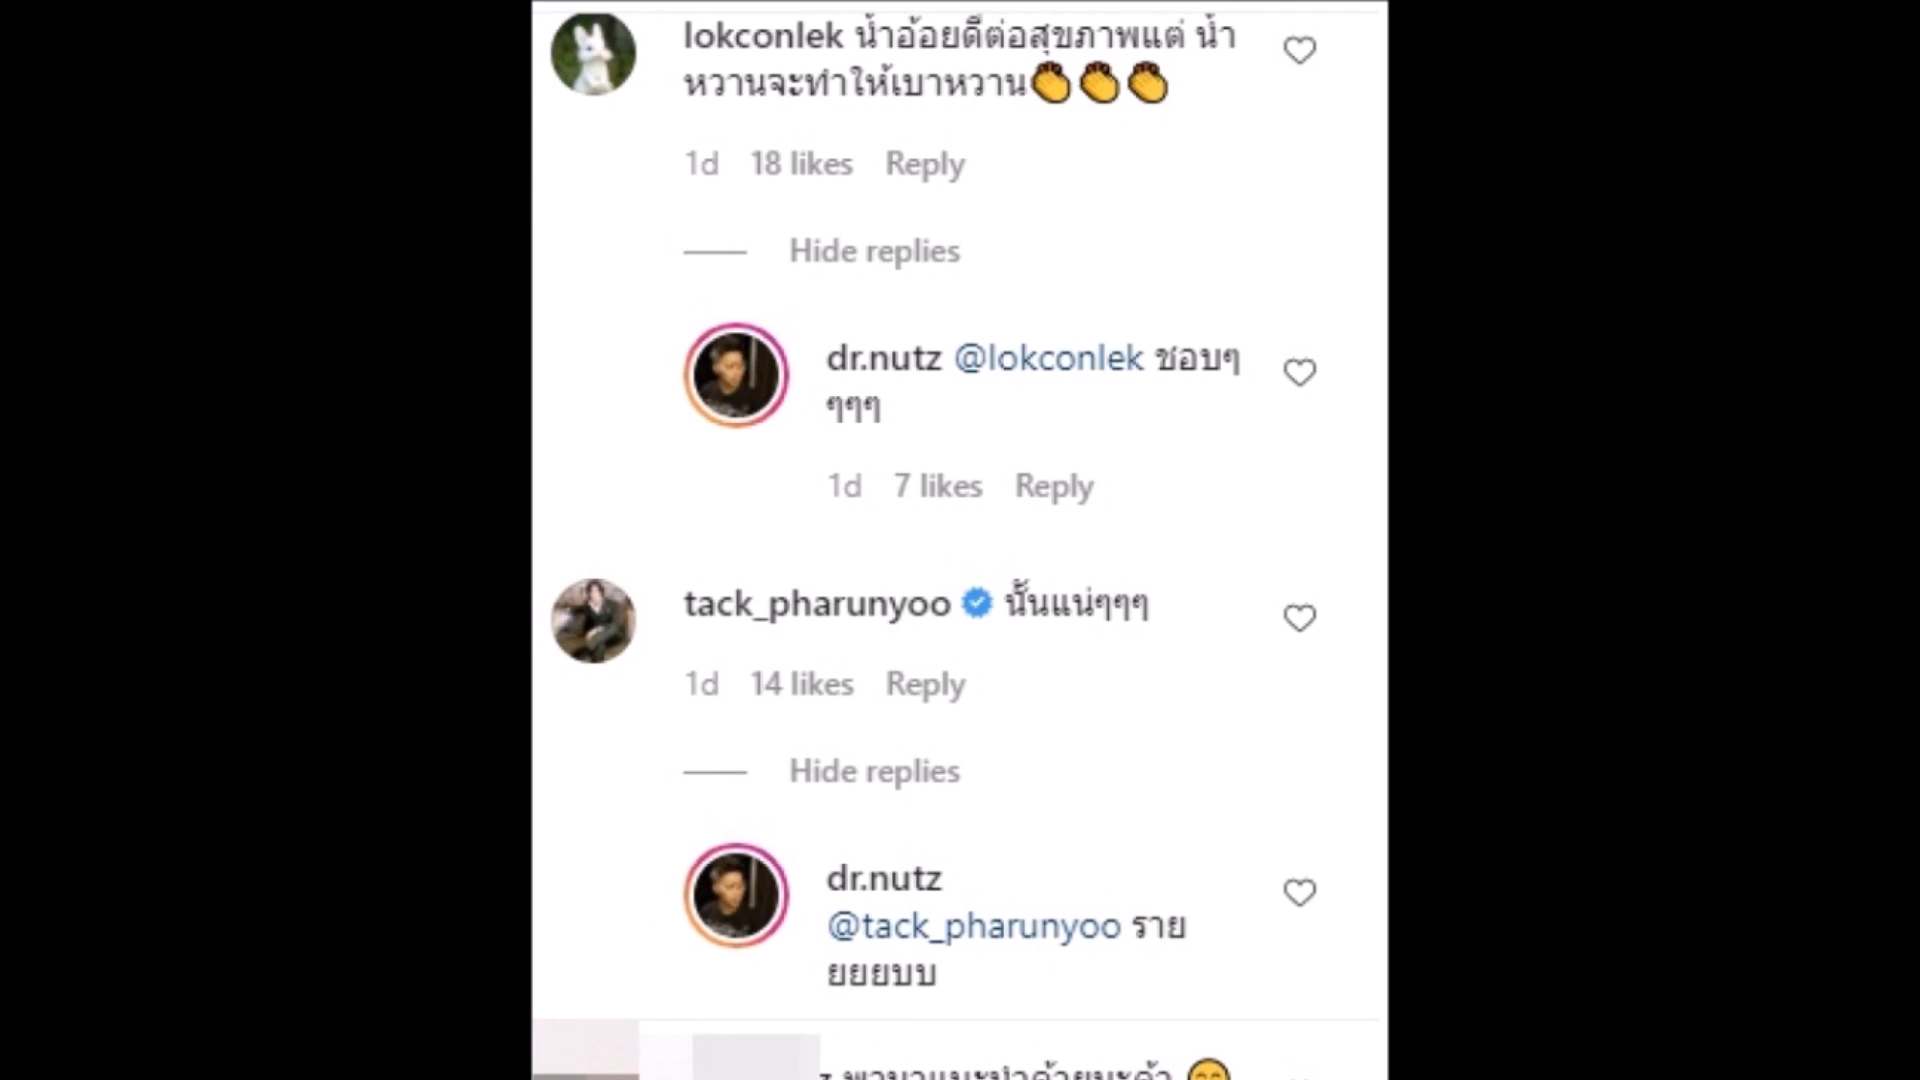 lokconlek น้ำอ้อยดีต่อสุขภาพแต่ น้ำ
หวานจะทำให้เบาหวาน👏👏👏
1d 18 likes Reply
Hide replies
dr.nutz @lokconlek ชอบๆ
ๆๆๆ
1d 7 likes Reply
tack_pharunyoo นั้นแน่ๆๆๆ
1d 14 likes Reply
Hide replies
dr.nutz
@tack_pharunyoo ราย
ยยยบบ